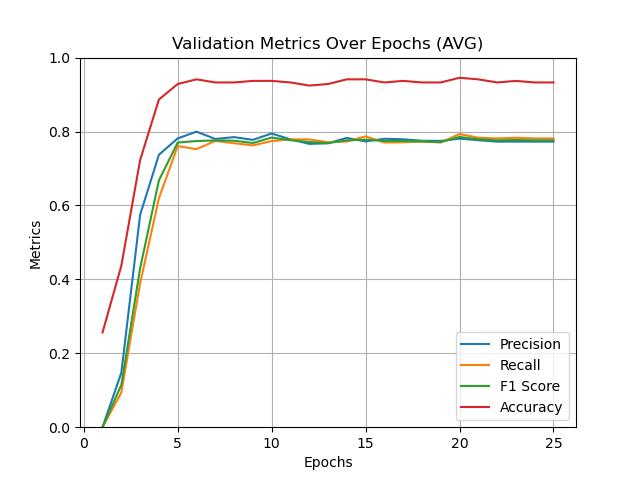 Validation Metrics Over Epochs (AVG)
1.0
0.8
0.6
0.4
0.2
0.0
Metrics
0 5 10 15 20 25
Epochs
Precision
Recall
F1 Score
Accuracy